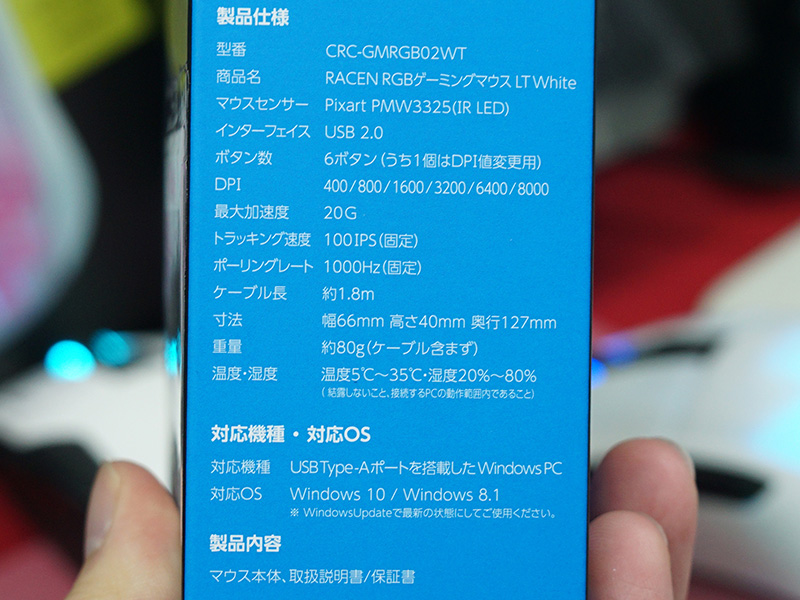 製品仕様
型番 CRC-GMRGB02WT
商品名 RACEN RGBゲーミングマウス LT White
マウスセンサー Pixart PMW3325(IR LED)
インターフェイス USB 2.0
ボタン数 6ボタン(うち1個はDPI値変更用)
DPI 400/800/1600/3200/6400/8000
最大加速度 20G
トラッキング速度 100IPS(固定)
ポーリングレート 1000Hz(固定)
ケーブル長 約1.8m
寸法 幅66mm 高さ40mm 奥行127mm
重量 約80g(ケーブル含まず)
温度・湿度 温度5℃～35℃・湿度20%～80%
(結露しないこと、接続するPCの動作範囲内であること)
対応機種・対応OS
対応機種 USB Type-Aポートを搭載したWindows PC
対応OS Windows 10 / Windows 8.1
※ WindowsUpdateで最新の状態にしてご使用ください。
製品内容
マウス本体、取扱説明書/保証書